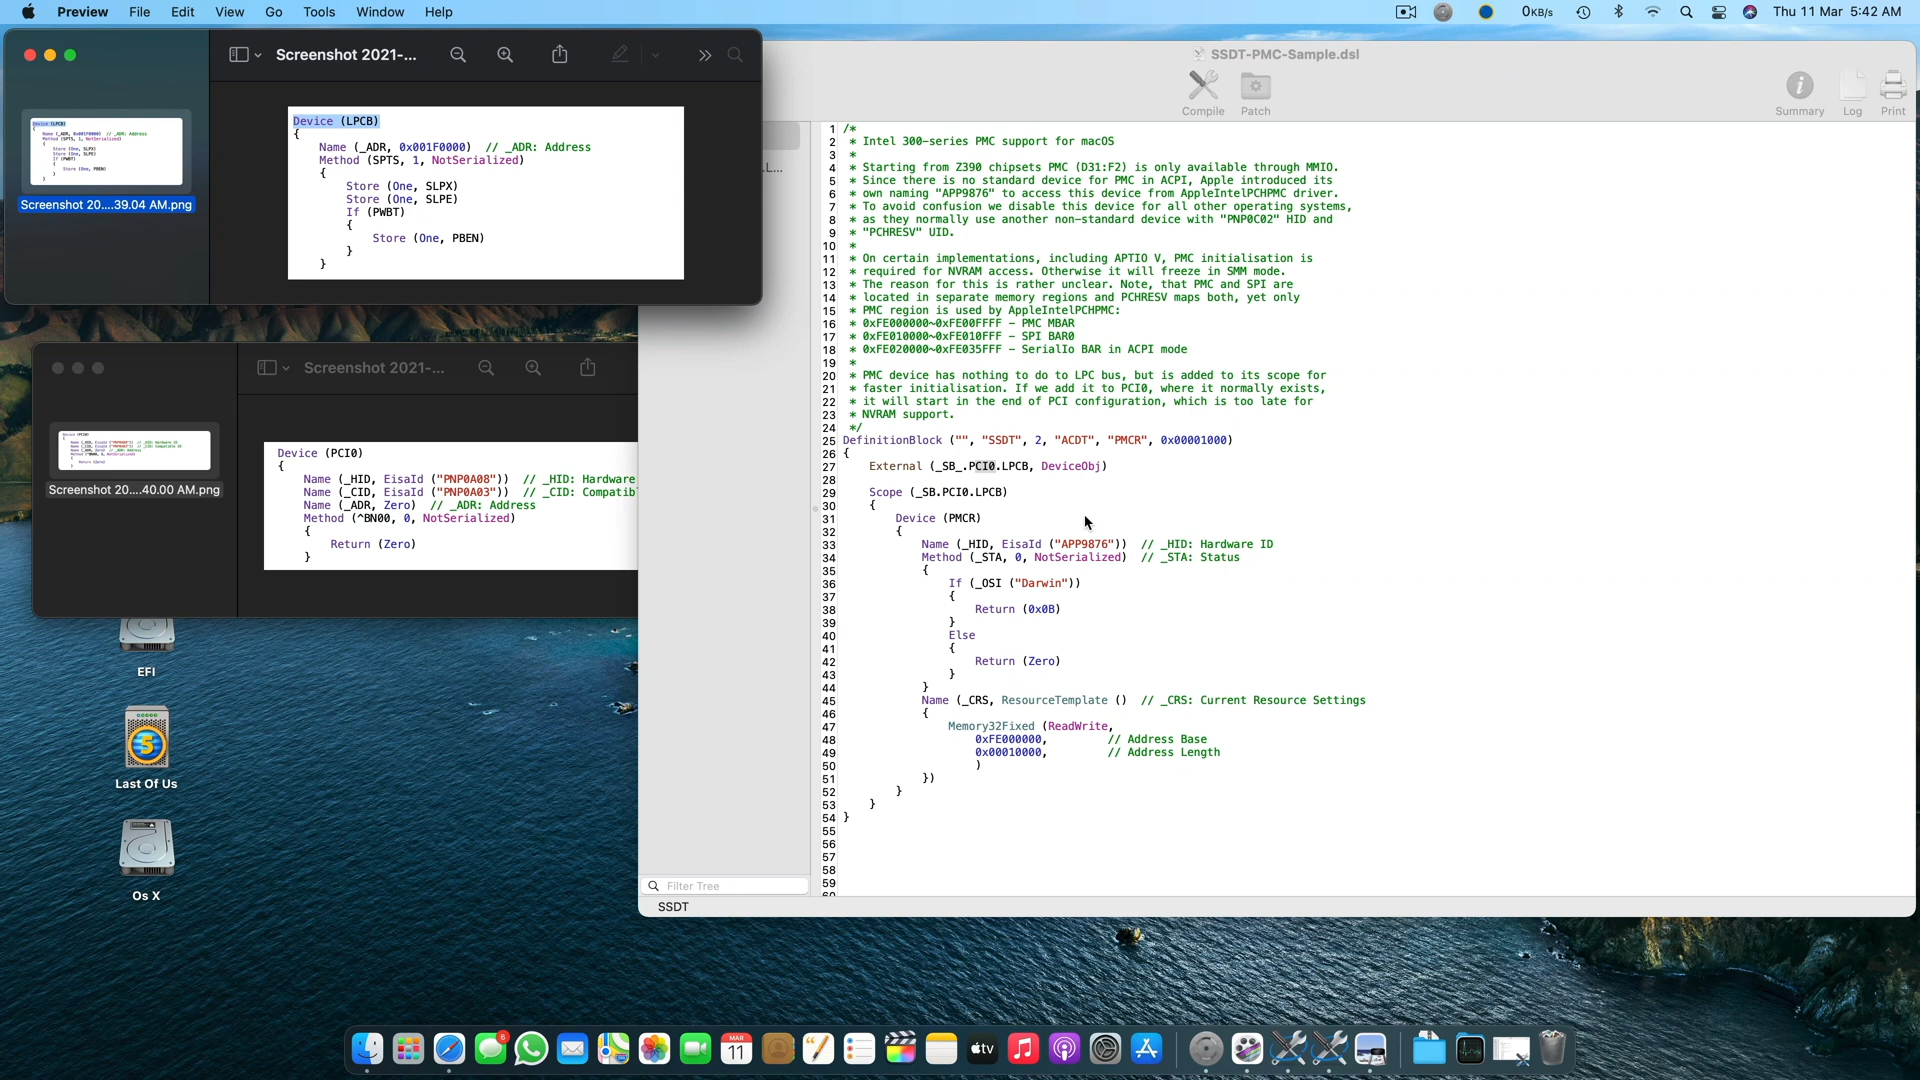 Preview File Edit View Go Tools Window Help
0KB/s Thu 11 Mar 5:42 AM
Screenshot 2021-...
Screenshot 20....39.04 AM.png
Device (LPCB)
{
Name (_ADR, 0x001F0000) // _ADR: Address
Method (SPTS, 1, NotSerialized)
{
Store (One, SLPX)
Store (One, SLPE)
If (PWBT)
{
Store (One, PBEN)
}
}
Screenshot 2021-...
Screenshot 20....40.00 AM.png
Device (PCI0)
{
Name (_HID, EisaId ("PNP0A08")) // _HID: Hardware
Name (_CID, EisaId ("PNP0A03")) // _CID: Compatib
Name (_ADR, Zero) // _ADR: Address
Method (^BN00, 0, NotSerialized)
{
Return (Zero)
}
EFI
5
Last Of Us
Os X
SSDT-PMC-Sample.dsl
Compile Patch Summary Log Print
.L...
1 /*
2 * Intel 300-series PMC support for macOS
3 *
4 * Starting from Z390 chipsets PMC (D31:F2) is only available through MMIO.
5 * Since there is no standard device for PMC in ACPI, Apple introduced its
6 * own naming "APP9876" to access this device from AppleIntelPCHPMC driver.
7 * To avoid confusion we disable this device for all other operating systems,
8 * as they normally use another non-standard device with "PNP0C02" HID and
9 * "PCHRESV" UID.
10 *
11 * On certain implementations, including APTIO V, PMC initialisation is
12 * required for NVRAM access. Otherwise it will freeze in SMM mode.
13 * The reason for this is rather unclear. Note, that PMC and SPI are
14 * located in separate memory regions and PCHRESV maps both, yet only
15 * PMC region is used by AppleIntelPCHPMC:
16 * 0xFE000000~0xFE00FFFF - PMC MBAR
17 * 0xFE010000~0xFE010FFF - SPI BAR0
18 * 0xFE020000~0xFE035FFF - SerialIo BAR in ACPI mode
19 *
20 * PMC device has nothing to do to LPC bus, but is added to its scope for
21 * faster initialisation. If we add it to PCI0, where it normally exists,
22 * it will start in the end of PCI configuration, which is too late for
23 * NVRAM support.
24 */
25 DefinitionBlock ("", "SSDT", 2, "ACDT", "PMCR", 0x00001000)
26 {
27 External (_SB_.PCI0.LPCB, DeviceObj)
28
29 Scope (_SB.PCI0.LPCB)
30 {
31 Device (PMCR)
32 {
33 Name (_HID, EisaId ("APP9876")) // _HID: Hardware ID
34 Method (_STA, 0, NotSerialized) // _STA: Status
35 {
36 If (_OSI ("Darwin"))
37 {
38 Return (0x0B)
39 }
40 Else
41 {
42 Return (Zero)
43 }
44 }
45 Name (_CRS, ResourceTemplate () // _CRS: Current Resource Settings
46 {
47 Memory32Fixed (ReadWrite,
48 0xFE000000, // Address Base
49 0x00010000, // Address Length
50 )
51 })
52 }
53 }
54 }
55
56
57
58
59
60
Filter Tree
SSDT
6
MAR
11
tv